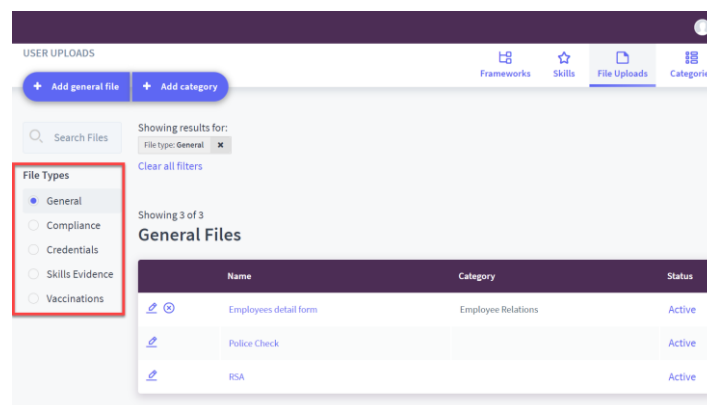 USER UPLOADS
Frameworks
Skills
File Uploads
+ Add general file
+ Add category
Search Files
Showing results for:
File type: General ×
Clear all filters
File Types
General
Compliance
Credentials
Skills Evidence
Vaccinations
Showing 3 of 3
General Files
Name Category Status
Employees detail form Employee Relations Active
Police Check Active
RSA Active